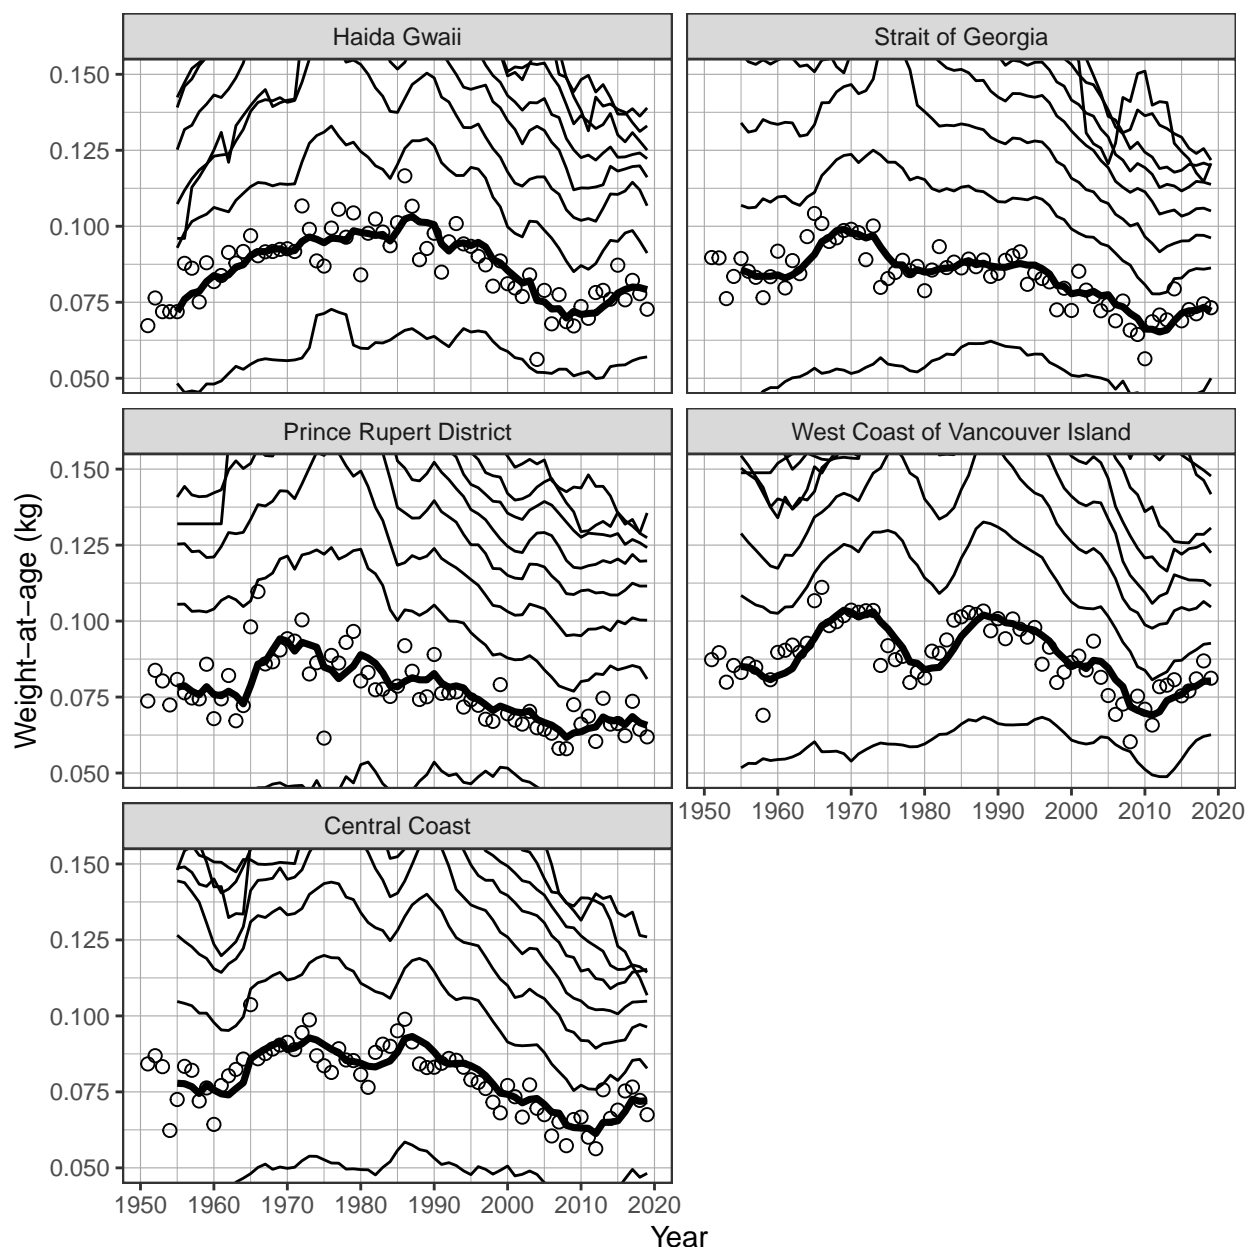 Haida Gwaii
Strait of Georgia
0.150
0.125
0.100
0.075
0.050
Prince Rupert District
West Coast of Vancouver Island
0.150
0.125
0.100
0.075
0.050
Weight−at−age (kg)
1950 1960 1970 1980 1990 2000 2010 2020
Central Coast
0.150
0.125
0.100
0.075
0.050
1950 1960 1970 1980 1990 2000 2010 2020
Year